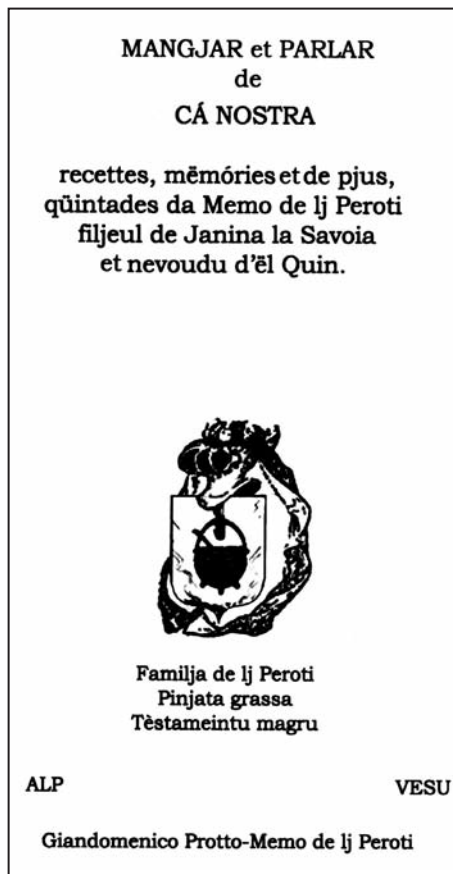 MANGJAR et PARLAR
de
CÁ NOSTRA
recettes, mëmóries et de pjus,
qüintades da Memo de lj Peroti
filjeul de Janina la Savoia
et nevoudu d'ël Quin.
Familja de lj Peroti
Pinjata grassa
Tèstameintu magru
ALP VESU
Giandomenico Protto-Memo de lj Peroti